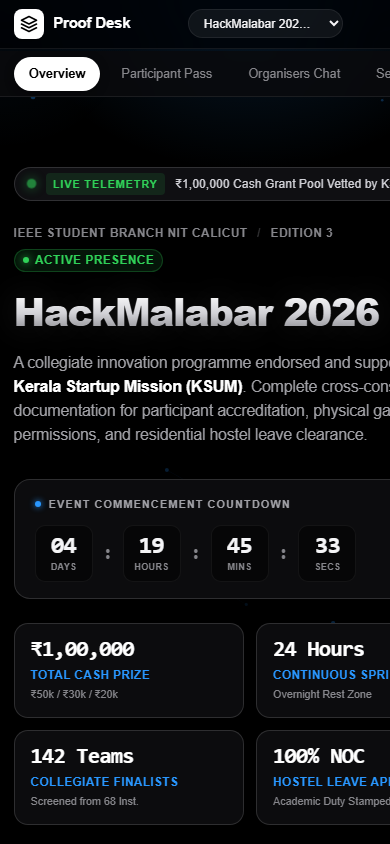 Proof Desk
HackMalabar 202...
Overview
Participant Pass
Organisers Chat
Se
LIVE TELEMETRY
₹1,00,000 Cash Grant Pool Vetted by K
IEEE STUDENT BRANCH NIT CALICUT / EDITION 3
ACTIVE PRESENCE
HackMalabar 2026
A collegiate innovation programme endorsed and supp
Kerala Startup Mission (KSUM). Complete cross-cons
documentation for participant accreditation, physical ga
permissions, and residential hostel leave clearance.
EVENT COMMENCEMENT COUNTDOWN
04 : 19 : 45 : 33
DAYS HOURS MINS SECS
₹1,00,000
TOTAL CASH PRIZE
₹50k / ₹30k / ₹20k
24 Hours
CONTINUOUS SPRI
Overnight Rest Zone
142 Teams
COLLEGIATE FINALISTS
Screened from 68 Inst.
100% NOC
HOSTEL LEAVE AP
Academic Duty Stamped